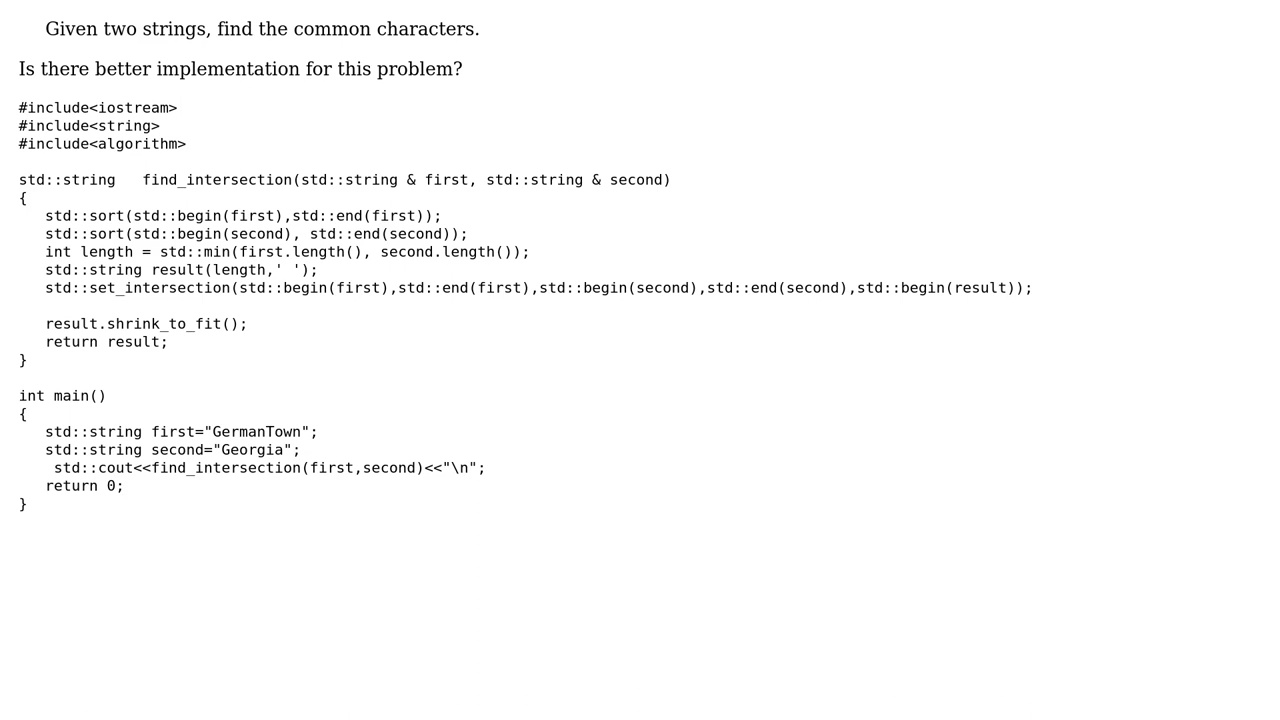 Given two strings, find the common characters.
Is there better implementation for this problem?
#include<iostream>
#include<string>
#include<algorithm>
std::string   find_intersection(std::string & first, std::string & second)
{
   std::sort(std::begin(first),std::end(first));
   std::sort(std::begin(second), std::end(second));
   int length = std::min(first.length(), second.length());
   std::string result(length,' ');
   std::set_intersection(std::begin(first),std::end(first),std::begin(second),std::end(second),std::begin(result));
   result.shrink_to_fit();
   return result;
}
int main()
{
   std::string first="GermanTown";
   std::string second="Georgia";
    std::cout<<find_intersection(first,second)<<"\n";
   return 0;
}